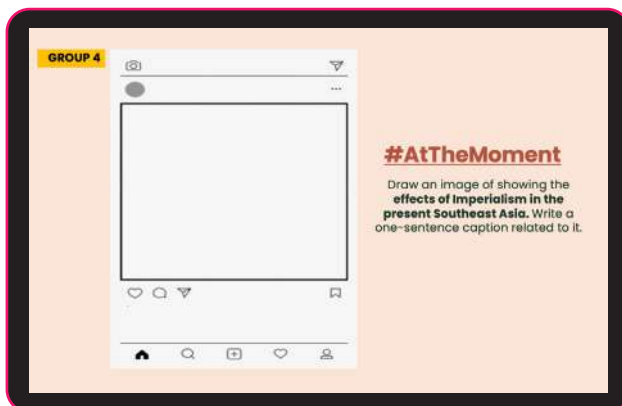 GROUP 4
#AtTheMoment
Draw an image of showing the
effects of Imperialism in the
present Southeast Asia. Write a
one-sentence caption related to it.